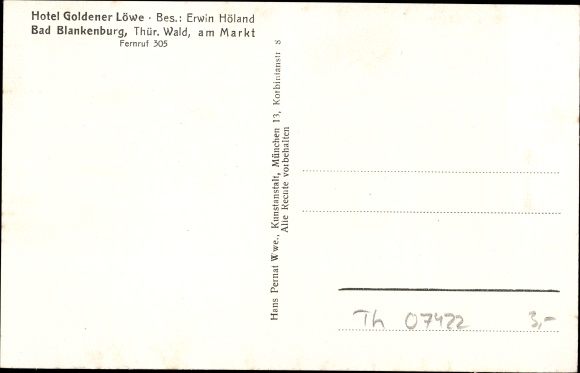 Hotel Goldener Löwe · Bes.: Erwin Höland
Bad Blankenburg, Thür. Wald, am Markt
Fernruf 305
Hans Pernat Wwe., Kunstanstalt, München 13, Korbinianstr 8
Alle Rechte vorbehalten
Th 07422 3,-